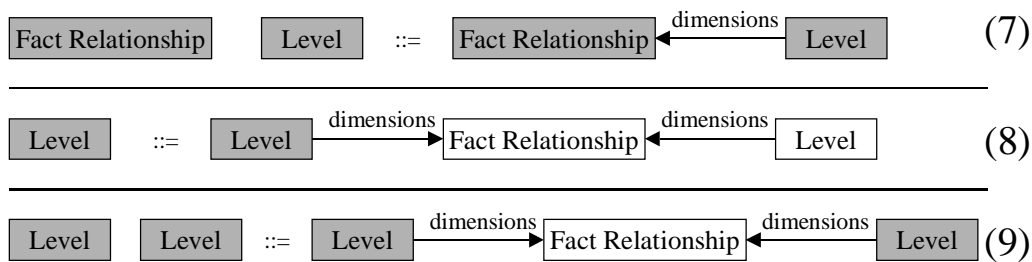 dimensions
Fact Relationship Level ::= Fact Relationship Level (7)
dimensions dimensions
Level ::= Level Fact Relationship Level (8)
dimensions dimensions
Level Level ::= Level Fact Relationship Level (9)